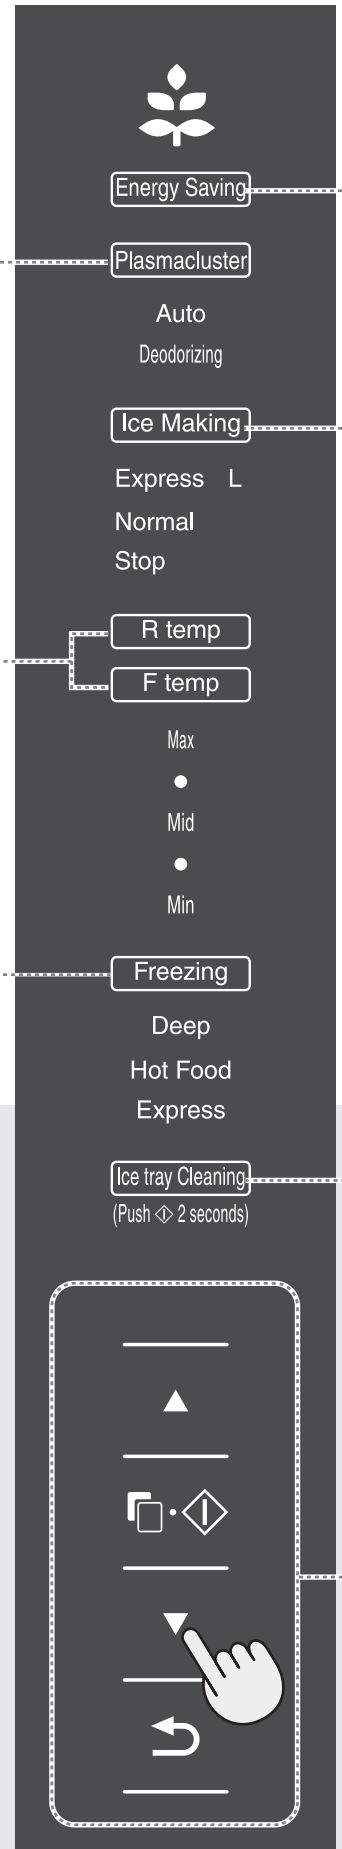 Energy Saving
Plasmacluster
Auto
Deodorizing
Ice Making
Express L
Normal
Stop
R temp
F temp
Max
Mid
Min
Freezing
Deep
Hot Food
Express
Ice tray Cleaning
(Push 2 seconds)